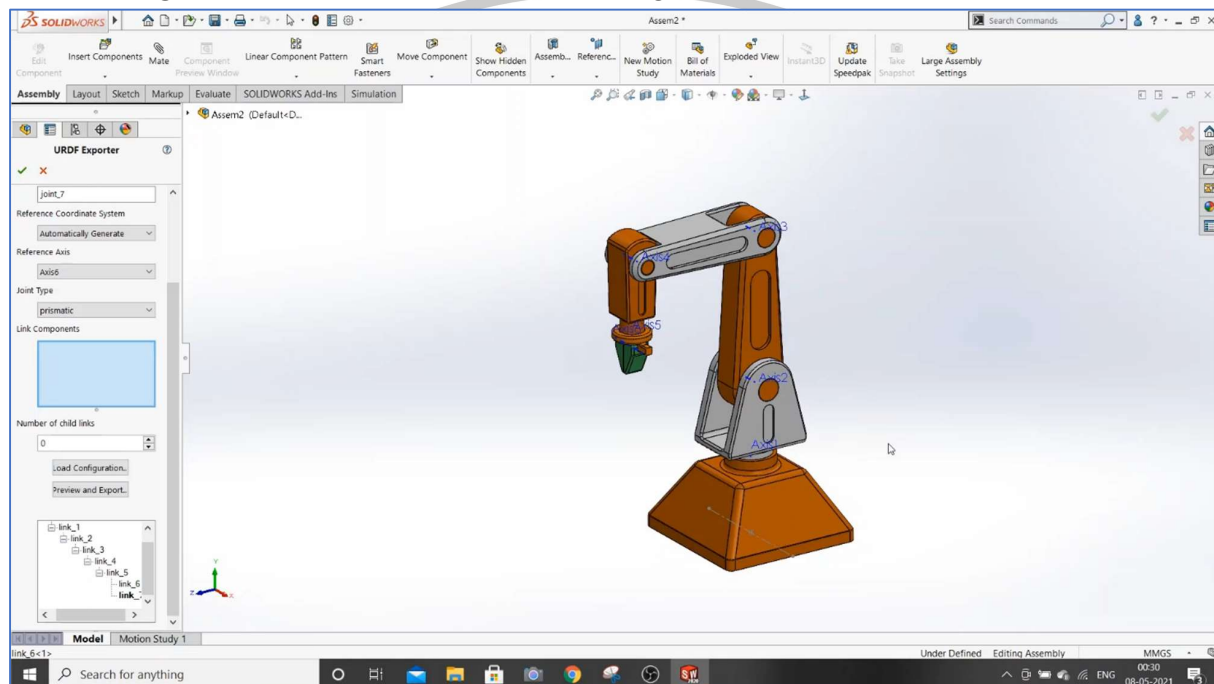 SOLIDWORKS
Assem2 *
Search Commands
Edit Component
Insert Components
Mate
Component Preview Window
Linear Component Pattern
Smart Fasteners
Move Component
Show Hidden Components
Assemb...
Referenc...
New Motion Study
Bill of Materials
Exploded View
Instant3D
Update Speedpak
Take Snapshot
Large Assembly Settings
Assembly Layout Sketch Markup Evaluate SOLIDWORKS Add-Ins Simulation
Assem2 (Default<D...
URDF Exporter
joint_7
Reference Coordinate System
Automatically Generate
Reference Axis
Axis6
Joint Type
prismatic
Link Components
Number of child links
0
Load Configuration..
Preview and Export..
link_1
link_2
link_3
link_4
link_5
link_6
link_
Axis4
Axis2
Axis1
Y
Z
X
Model Motion Study 1
link_6<1>
Under Defined Editing Assembly MMGS
Search for anything
SW
2020
ENG
00:30
08-05-2021
3